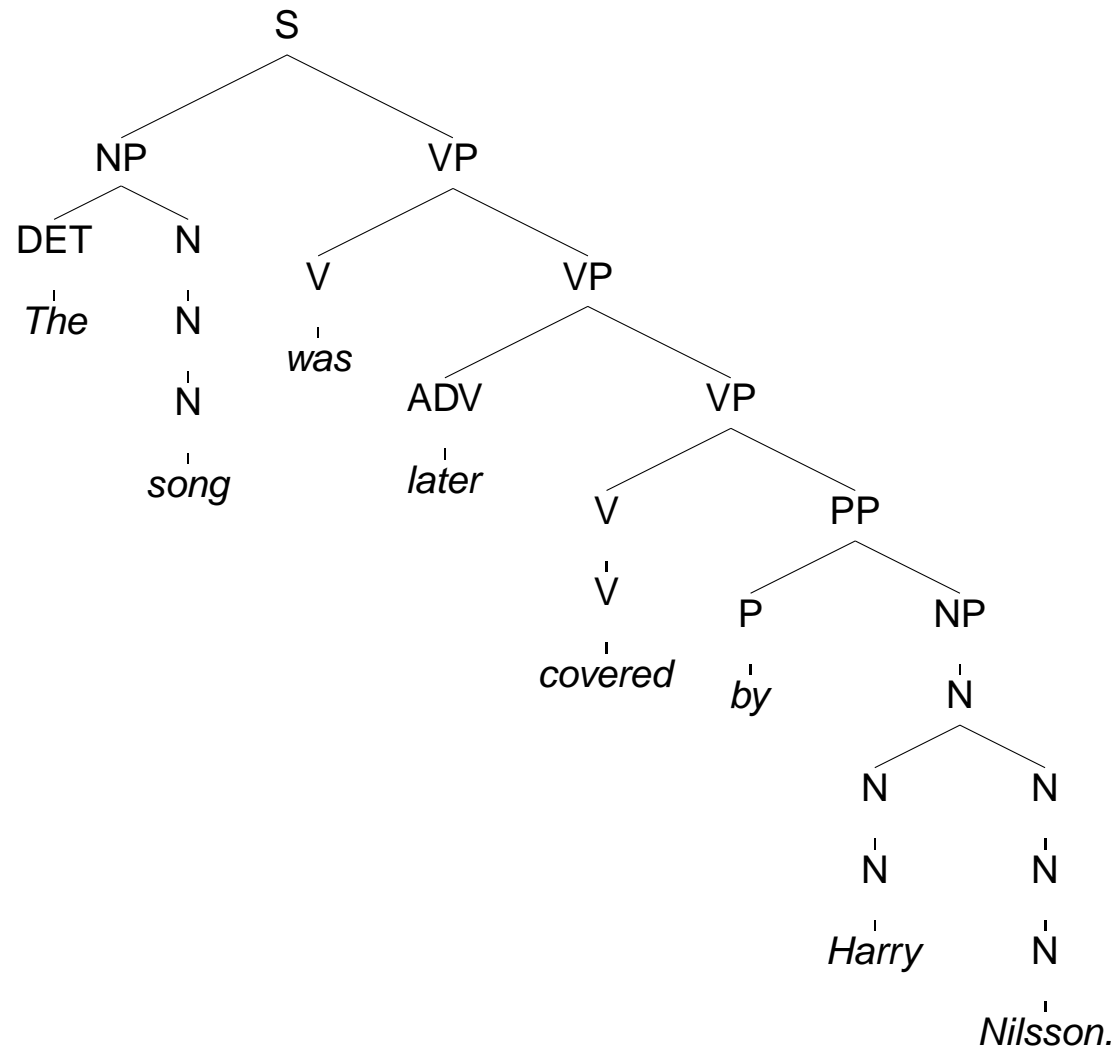 S
NP VP
DET N V VP
The N was
N ADV VP
song later
V PP
V P NP
covered by N
N N
N N
Harry N
Nilsson.